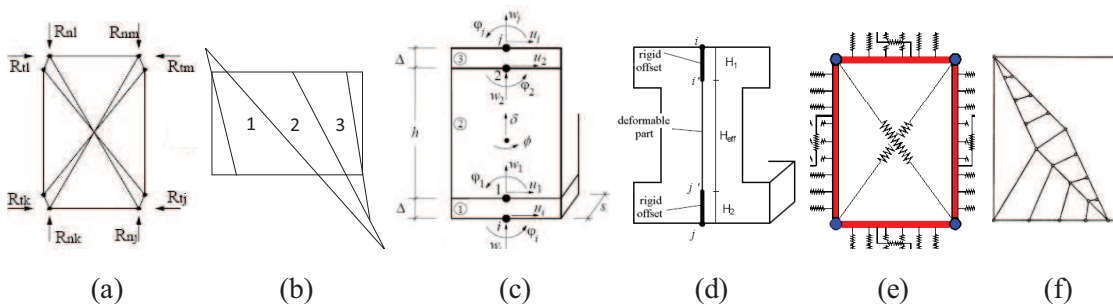 Rnl Rnm
Rtl Rtm
Rtk Rtj
Rnk Rnj
1 2 3
φj wj uj
j
Δ ③ u2
2
w2 φ2
h ② δ
ϕ
φ1 w1 u1
1
Δ ① ui s
i
wi φi
i
rigid offset H1
i'
deformable part Heff
j'
rigid offset H2
j
(a) (b) (c) (d) (e) (f)